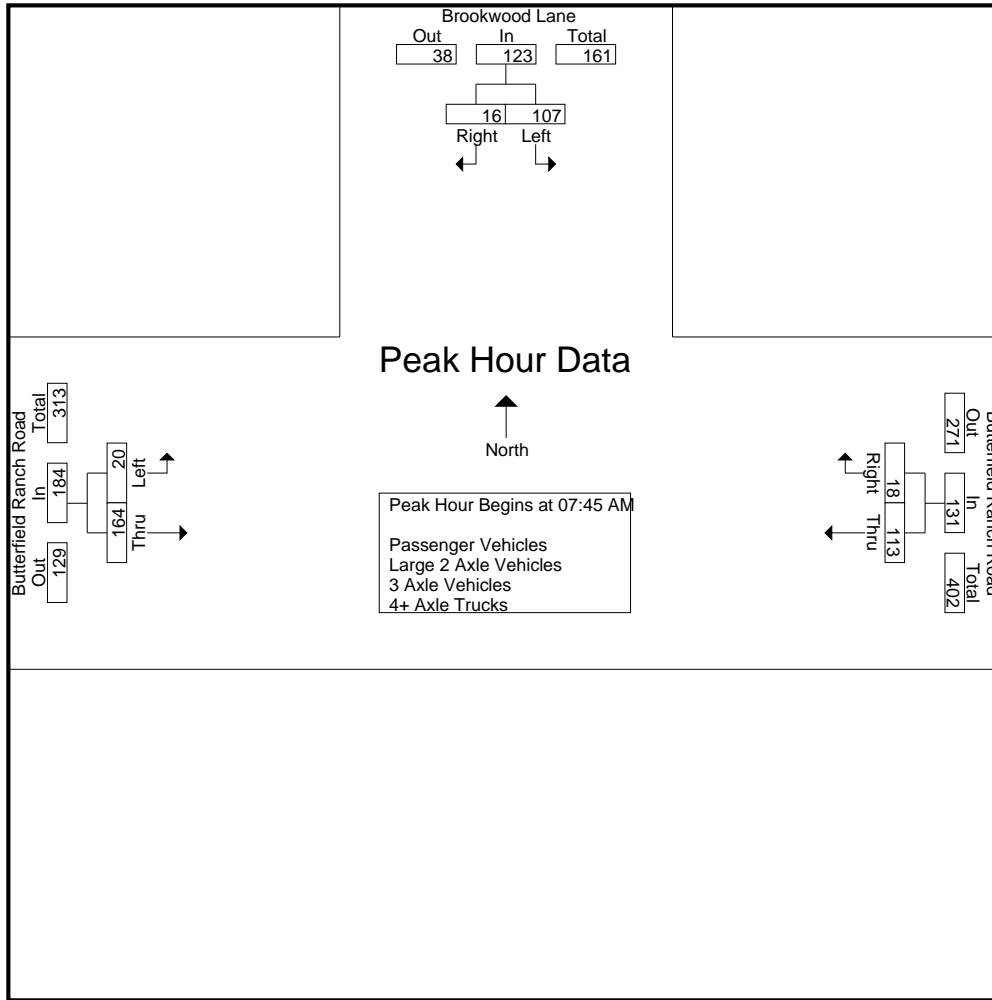 Brookwood Lane
Out In Total
38 123 161
16 107
Right Left
Peak Hour Data
North
Peak Hour Begins at 07:45 AM
Passenger Vehicles
Large 2 Axle Vehicles
3 Axle Vehicles
4+ Axle Trucks
Butterfield Ranch Road
Out In Total
129 184 313
Left Thru
20 164
Butterfield Ranch Road
Out In Total
271 131 402
Right Thru
18 113